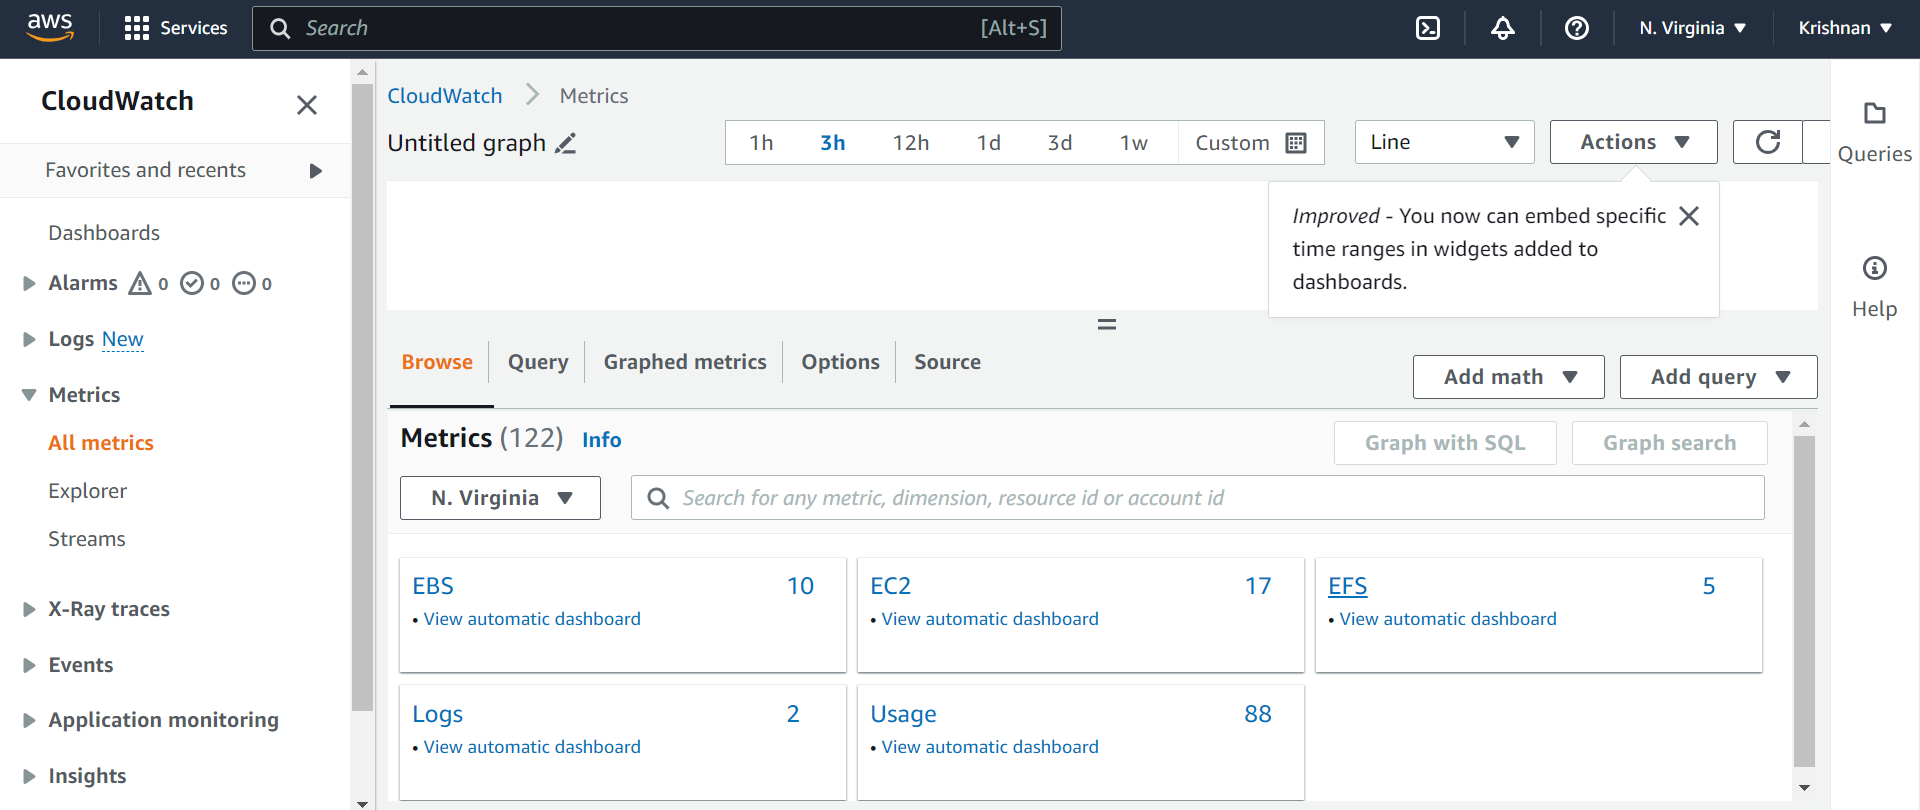 aws Services Search [Alt+S] N. Virginia Krishnan
CloudWatch
Favorites and recents
Dashboards
Alarms 0 0 0
Logs New
Metrics
All metrics
Explorer
Streams
X-Ray traces
Events
Application monitoring
Insights
CloudWatch Metrics
Untitled graph 1h 3h 12h 1d 3d 1w Custom Line Actions
Improved - You now can embed specific
time ranges in widgets added to
dashboards.
Browse Query Graphed metrics Options Source Add math Add query
Metrics (122) Info Graph with SQL Graph search
N. Virginia Search for any metric, dimension, resource id or account id
EBS 10
• View automatic dashboard
EC2 17
• View automatic dashboard
EFS 5
• View automatic dashboard
Logs 2
• View automatic dashboard
Usage 88
• View automatic dashboard
Queries
Help